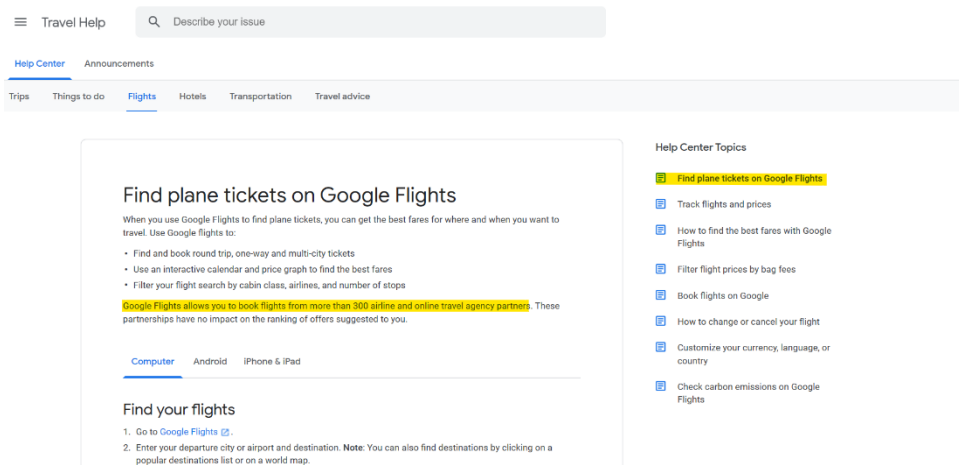 Travel Help
Describe your issue
Help Center Announcements
Trips Things to do Flights Hotels Transportation Travel advice
Find plane tickets on Google Flights
When you use Google Flights to find plane tickets, you can get the best fares for where and when you want to
travel. Use Google flights to:
• Find and book round trip, one-way and multi-city tickets
• Use an interactive calendar and price graph to find the best fares
• Filter your flight search by cabin class, airlines, and number of stops
Google Flights allows you to book flights from more than 300 airline and online travel agency partners. These
partnerships have no impact on the ranking of offers suggested to you.
Computer Android iPhone & iPad
Find your flights
1. Go to Google Flights.
2. Enter your departure city or airport and destination. Note: You can also find destinations by clicking on a
popular destinations list or on a world map.
Help Center Topics
Find plane tickets on Google Flights
Track flights and prices
How to find the best fares with Google
Flights
Filter flight prices by bag fees
Book flights on Google
How to change or cancel your flight
Customize your currency, language, or
country
Check carbon emissions on Google
Flights